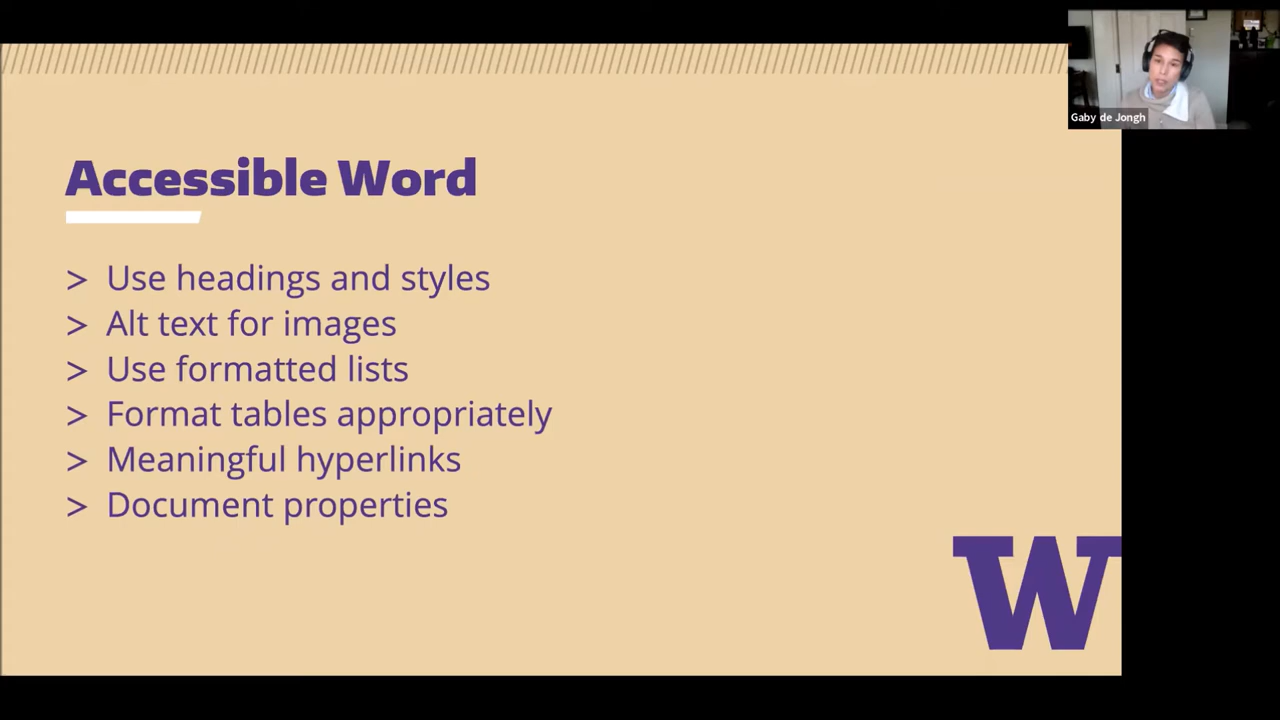 Gaby de Jongh
Accessible Word
> Use headings and styles
> Alt text for images
> Use formatted lists
> Format tables appropriately
> Meaningful hyperlinks
> Document properties
W